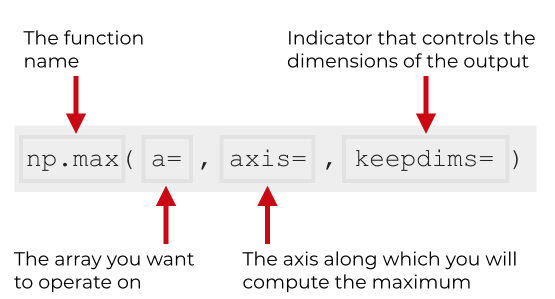 The function
name
Indicator that controls the
dimensions of the output
np.max( a= , axis= , keepdims= )
The array you want
to operate on
The axis along which you will
compute the maximum